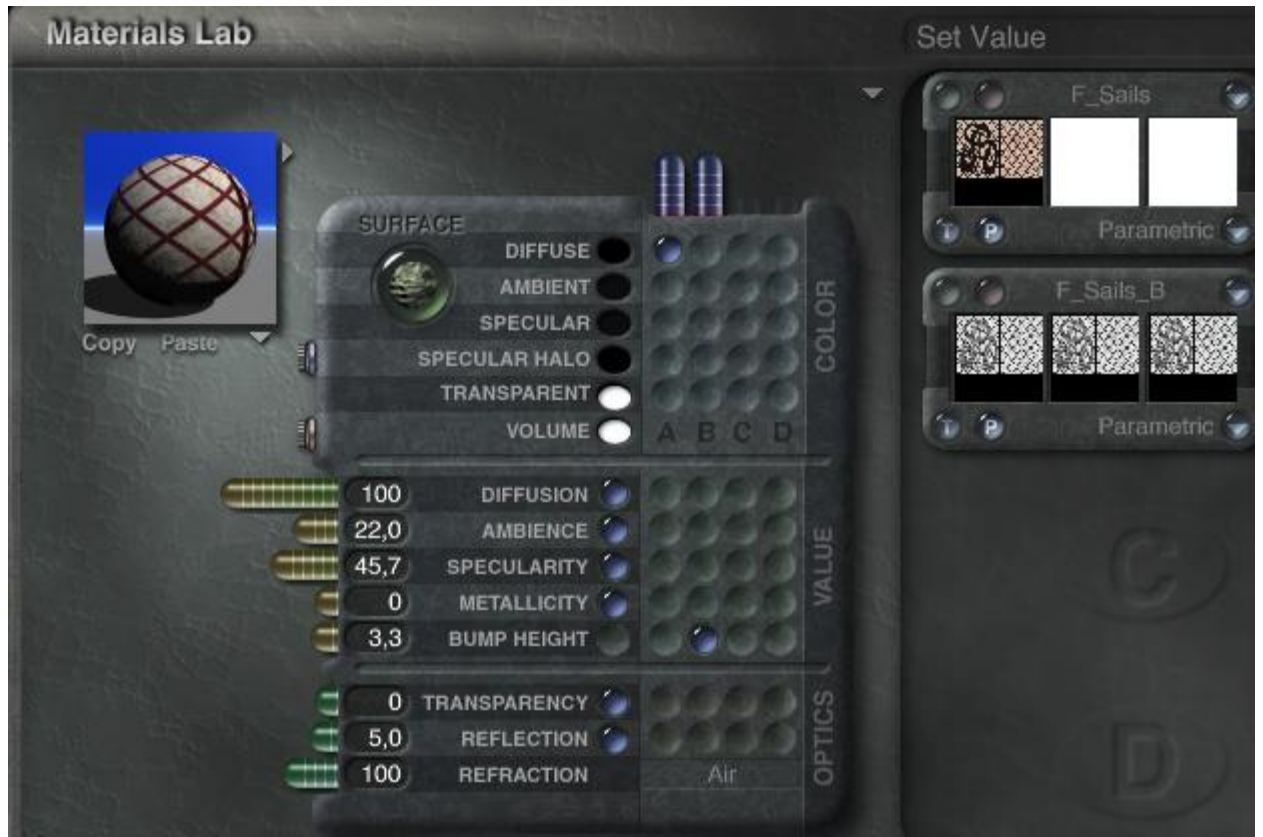 Materials Lab
Set Value
F_Sails
T P Parametric
F_Sails_B
T P Parametric
Copy Paste
SURFACE
DIFFUSE
AMBIENT
SPECULAR
SPECULAR HALO
TRANSPARENT
VOLUME A B C D
COLOR
100 DIFFUSION
22,0 AMBIENCE
45,7 SPECULARITY
0 METALLICITY
3,3 BUMP HEIGHT
VALUE
0 TRANSPARENCY
5,0 REFLECTION
100 REFRACTION Air
OPTICS
C
D